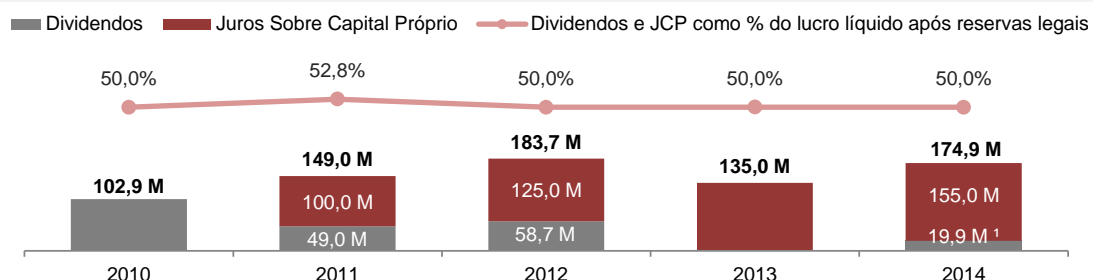 Dividendos Juros Sobre Capital Próprio Dividendos e JCP como % do lucro líquido após reservas legais
50,0% 52,8% 50,0% 50,0% 50,0%
102,9 M 149,0 M 183,7 M 135,0 M 174,9 M
100,0 M 125,0 M 155,0 M
49,0 M 58,7 M 19,9 M ¹
2010 2011 2012 2013 2014